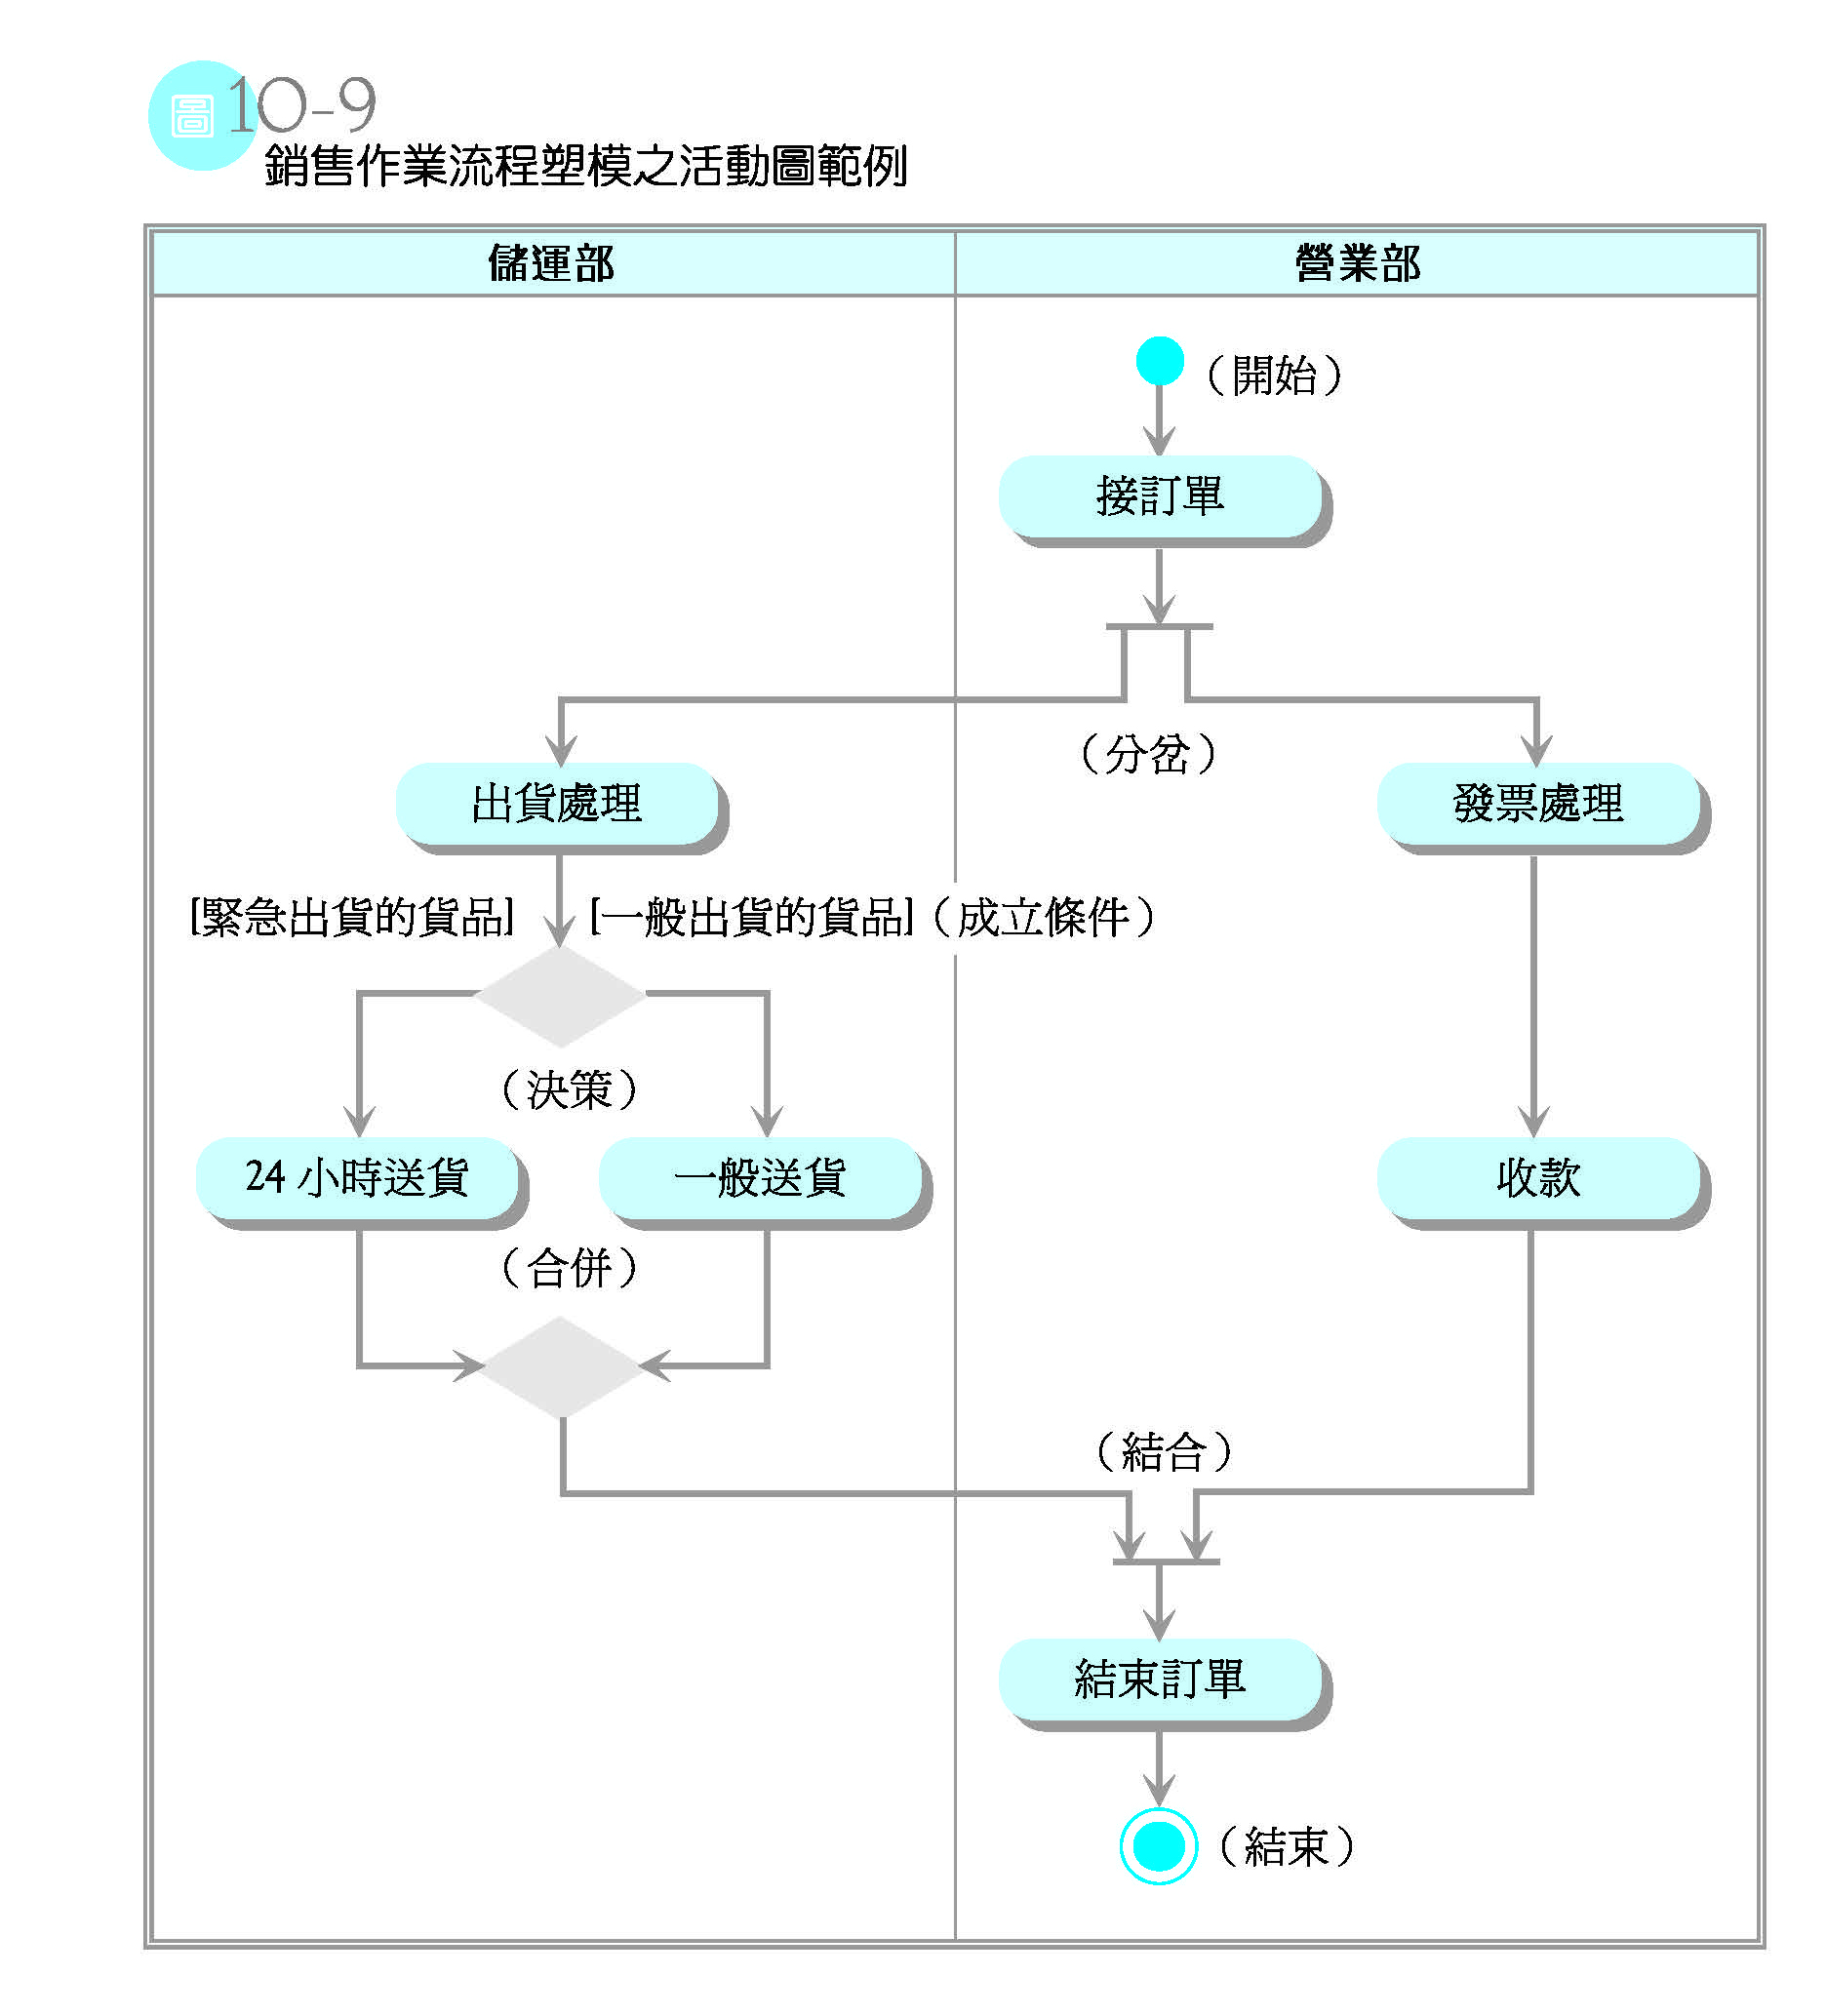 圖10-9
銷售作業流程塑模之活動圖範例
儲運部
營業部
（開始）
接訂單
（分岔）
出貨處理
發票處理
[緊急出貨的貨品]
[一般出貨的貨品]（成立條件）
（決策）
24 小時送貨
一般送貨
收款
（合併）
（結合）
結束訂單
（結束）